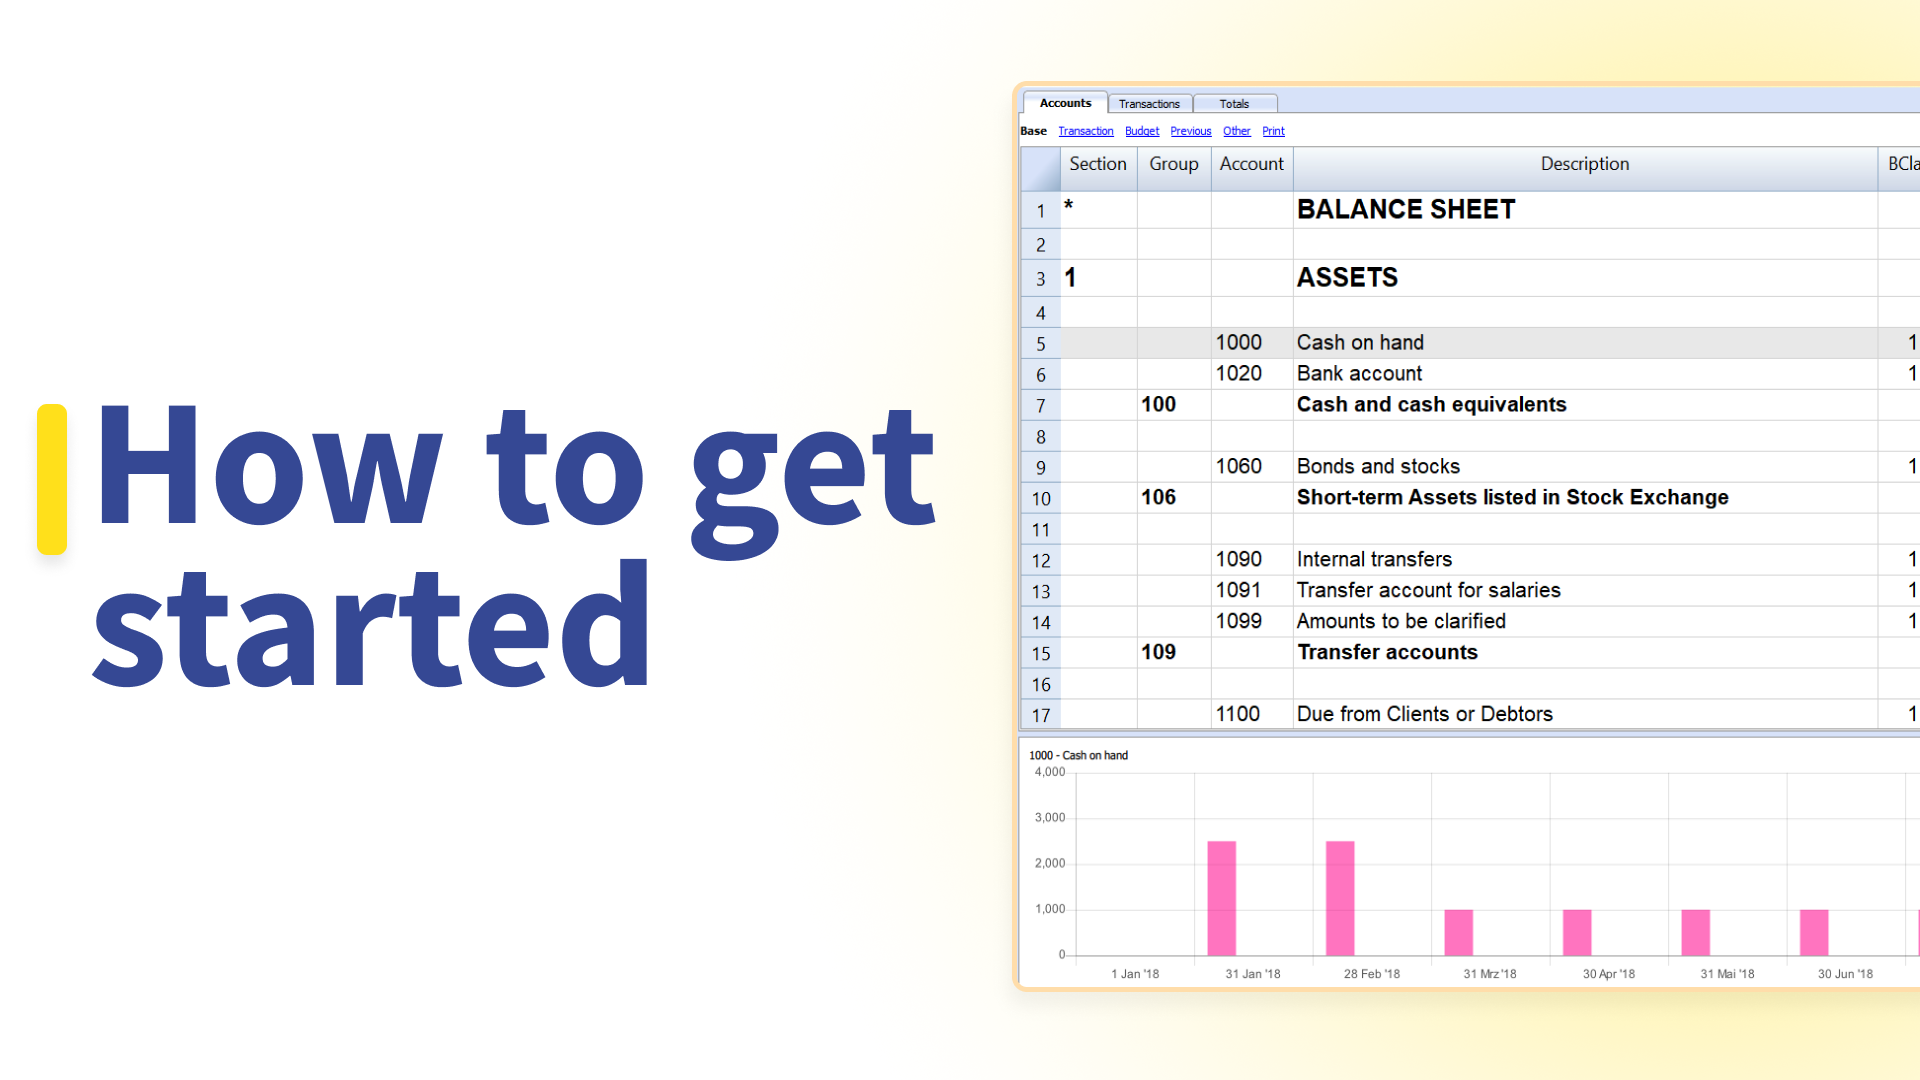 How to get
started
Accounts Transactions Totals
Base Transaction Budget Previous Other Print
Section Group Account Description BCla
1 * BALANCE SHEET
2
3 1 ASSETS
4
5 1000 Cash on hand 1
6 1020 Bank account 1
7 100 Cash and cash equivalents
8
9 1060 Bonds and stocks 1
10 106 Short-term Assets listed in Stock Exchange
11
12 1090 Internal transfers 1
13 1091 Transfer account for salaries 1
14 1099 Amounts to be clarified 1
15 109 Transfer accounts
16
17 1100 Due from Clients or Debtors 1
1000 - Cash on hand
4,000
3,000
2,000
1,000
0
1 Jan '18 31 Jan '18 28 Feb '18 31 Mrz '18 30 Apr '18 31 Mai '18 30 Jun '18